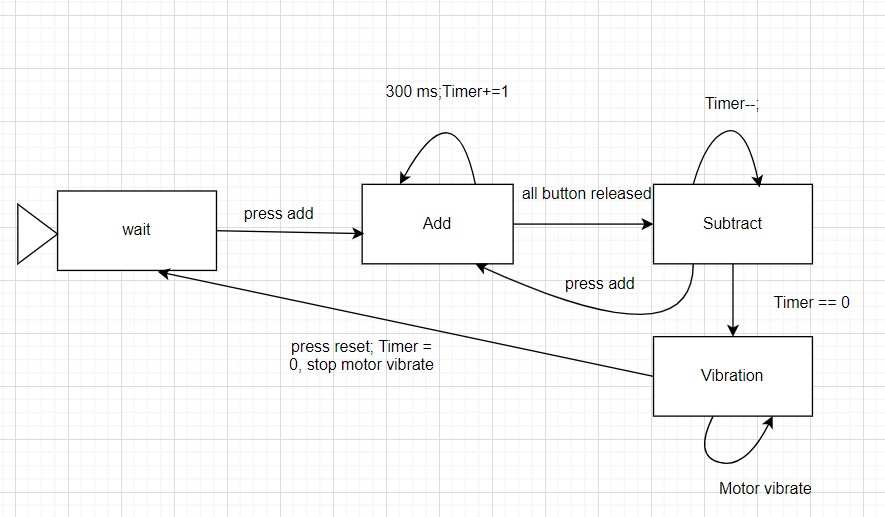 300 ms;Timer+=1
Timer--;
all button released
press add
wait
Add
Subtract
press add
Timer == 0
press reset; Timer =
0, stop motor vibrate
Vibration
Motor vibrate